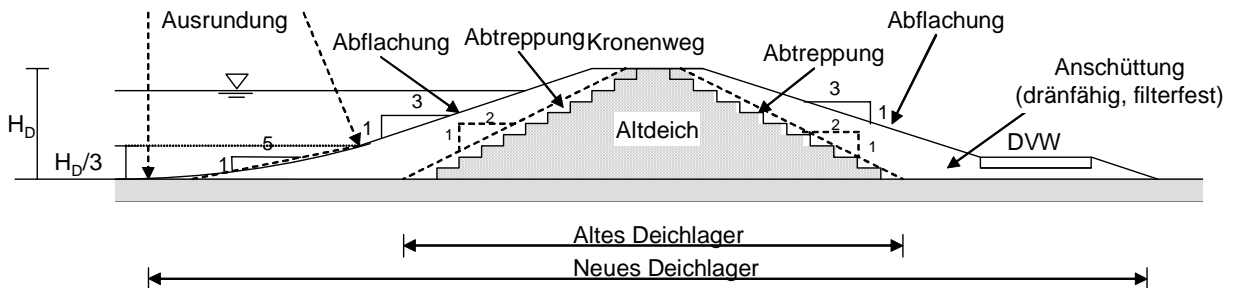 Ausrundung
Abflachung
Abtreppung
Kronenweg
Abtreppung
Abflachung
Anschüttung
(dränfähig, filterfest)
H_D
H_D/3
3
1
5
1
2
1
Altdeich
3
1
2
1
DVW
Altes Deichlager
Neues Deichlager